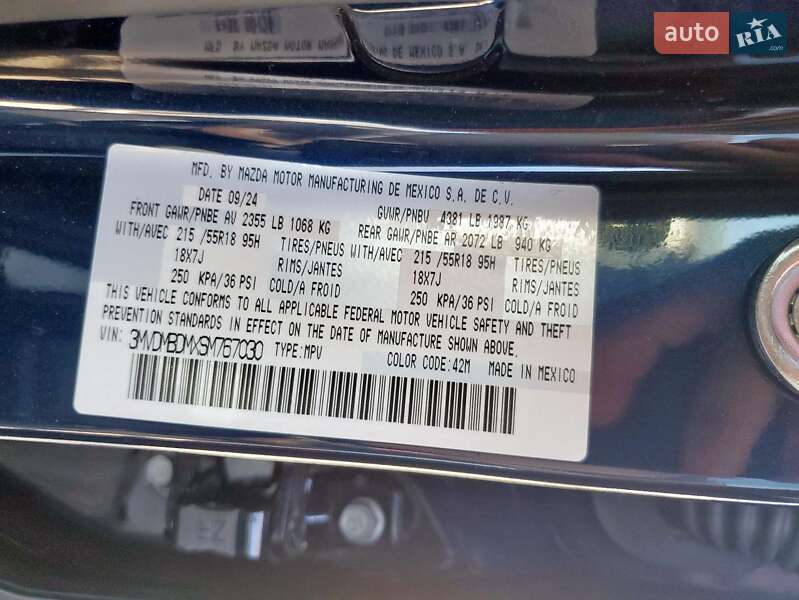 auto RIA
.com
MFD. BY MAZDA MOTOR MANUFACTURING DE MEXICO S.A. DE C.V.
DATE 09/24 GVWR/PNBV 4381 LB 1987 KG
FRONT GAWR/PNBE AV 2355 LB 1068 KG REAR GAWR/PNBE AR 2072 LB 940 KG
WITH/AVEC 215 /55R18 95H TIRES/PNEUS WITH/AVEC 215 /55R18 95H TIRES/PNEUS
18X7J RIMS/JANTES 18X7J RIMS/JANTES
250 KPA/36 PSI COLD/A FROID 250 KPA/36 PSI COLD/A FROID
THIS VEHICLE CONFORMS TO ALL APPLICABLE FEDERAL MOTOR VEHICLE SAFETY AND THEFT
PREVENTION STANDARDS IN EFFECT ON THE DATE OF MANUFACTURE SHOWN ABOVE.
VIN: 3MVDMBDMXSM767030 TYPE:MPV COLOR CODE:42M MADE IN MEXICO